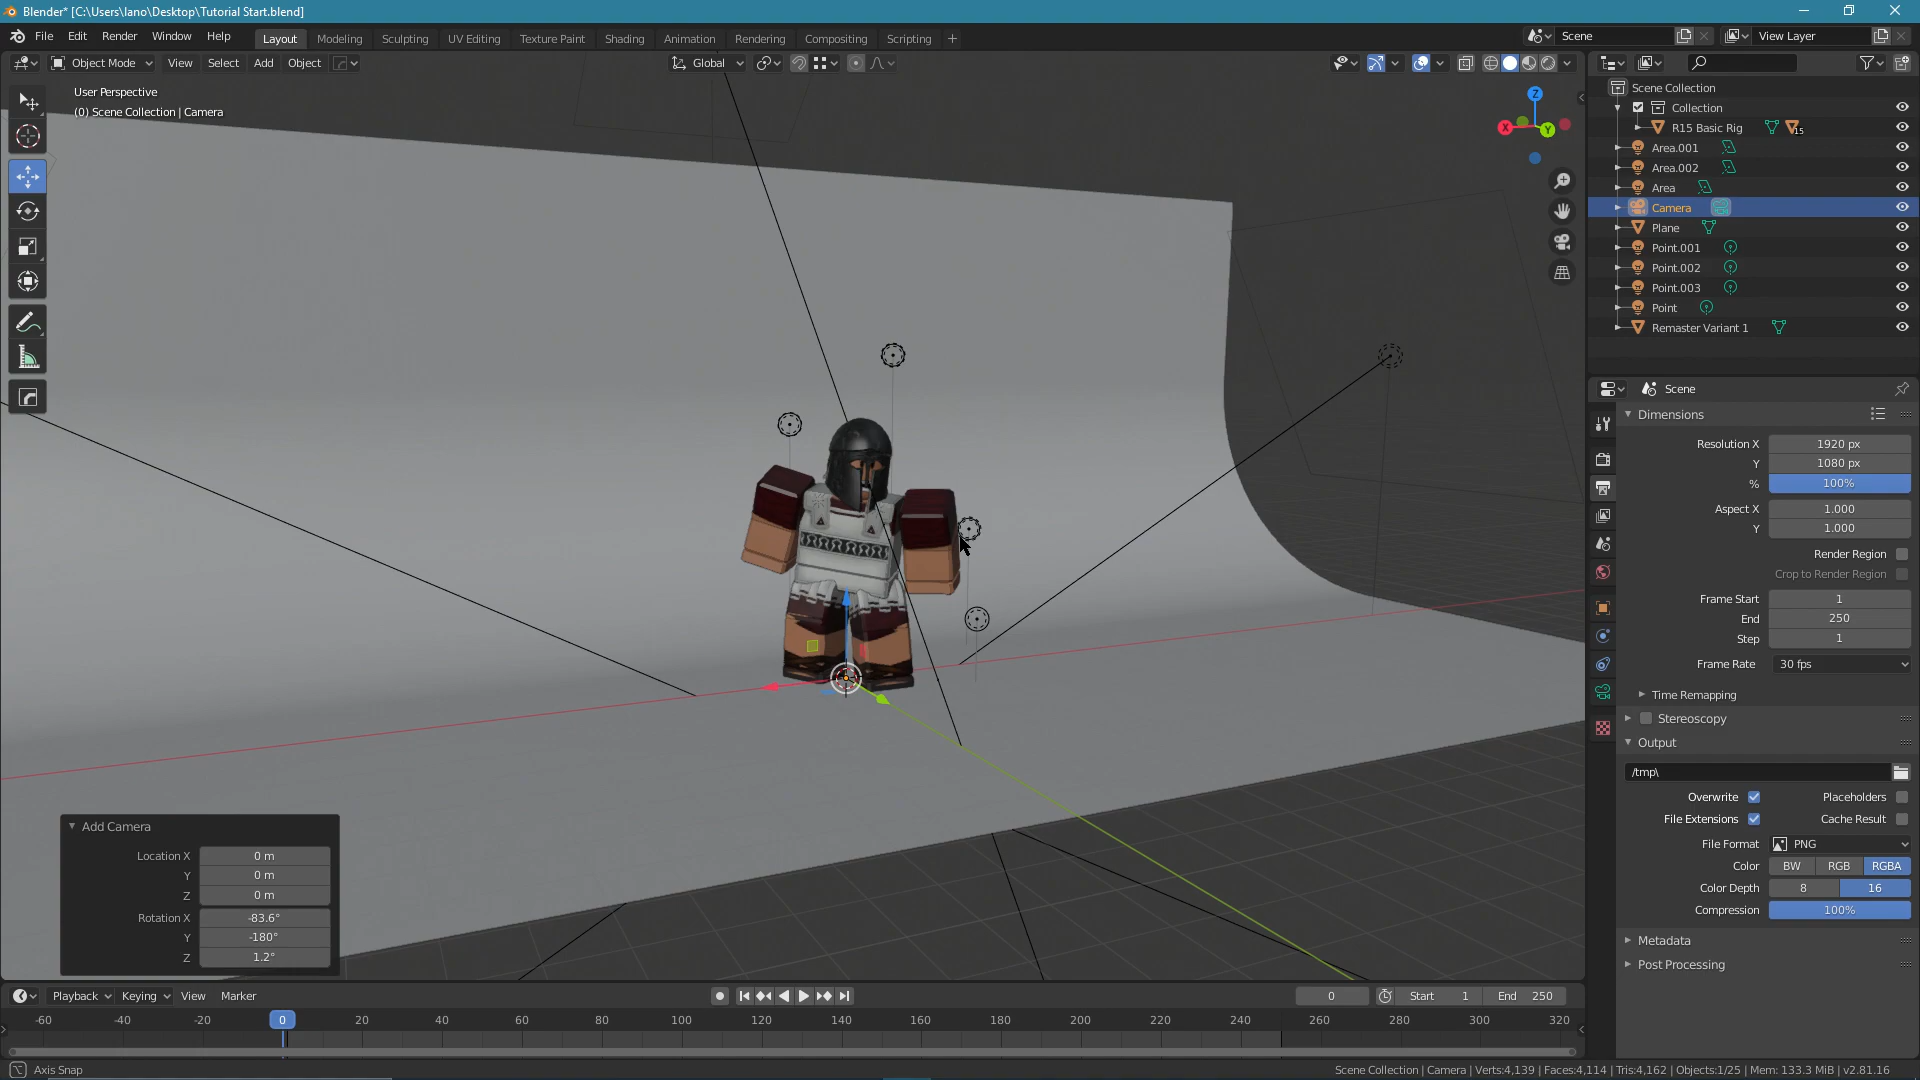 Blender* [C:\Users\Iano\Desktop\Tutorial Start.blend]
File Edit Render Window Help Layout Modeling Sculpting UV Editing Texture Paint Shading Animation Rendering Compositing Scripting + Scene View Layer
Object Mode View Select Add Object Global
User Perspective
(0) Scene Collection | Camera
Z
X
Y
Scene Collection
Collection
R15 Basic Rig 15
Area.001
Area.002
Area
Camera
Plane
Point.001
Point.002
Point.003
Point
Remaster Variant 1
Scene
Dimensions
Resolution X 1920 px
Y 1080 px
% 100%
Aspect X 1.000
Y 1.000
Render Region
Crop to Render Region
Frame Start 1
End 250
Step 1
Frame Rate 30 fps
Time Remapping
Stereoscopy
Output
/tmp\
Overwrite Placeholders
File Extensions Cache Result
File Format PNG
Color BW RGB RGBA
Color Depth 8 16
Compression 100%
Metadata
Post Processing
Add Camera
Location X 0 m
Y 0 m
Z 0 m
Rotation X -83.6°
Y -180°
Z 1.2°
Playback Keying View Marker 0 Start 1 End 250
-60 -40 -20 0 20 40 60 80 100 120 140 160 180 200 220 240 260 280 300 320
Axis Snap
Scene Collection | Camera | Verts:4,139 | Faces:4,114 | Tris:4,162 | Objects:1/25 | Mem: 133.3 MiB | v2.81.16